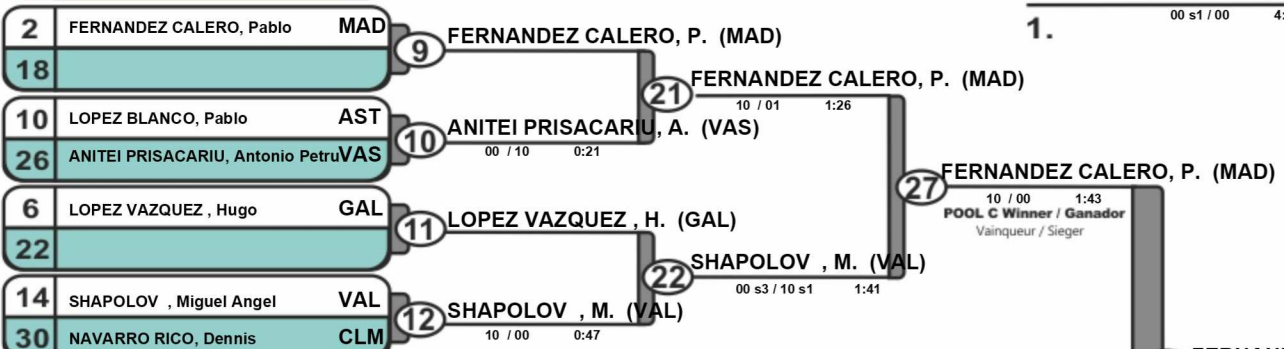 2 FERNANDEZ CALERO, Pablo MAD
18
9
FERNANDEZ CALERO, P. (MAD)
10 LOPEZ BLANCO, Pablo AST
26 ANITEI PRISACARIU, Antonio PetruVAS
10
ANITEI PRISACARIU, A. (VAS)
00 / 10 0:21
21
FERNANDEZ CALERO, P. (MAD)
10 / 01 1:26
6 LOPEZ VAZQUEZ , Hugo GAL
22
11
LOPEZ VAZQUEZ , H. (GAL)
14 SHAPOLOV , Miguel Angel VAL
30 NAVARRO RICO, Dennis CLM
12
SHAPOLOV , M. (VAL)
10 / 00 0:47
22
SHAPOLOV , M. (VAL)
00 s3 / 10 s1 1:41
27
FERNANDEZ CALERO, P. (MAD)
10 / 00 1:43
POOL C Winner / Ganador
Vainqueur / Sieger
1.
00 s1 / 00